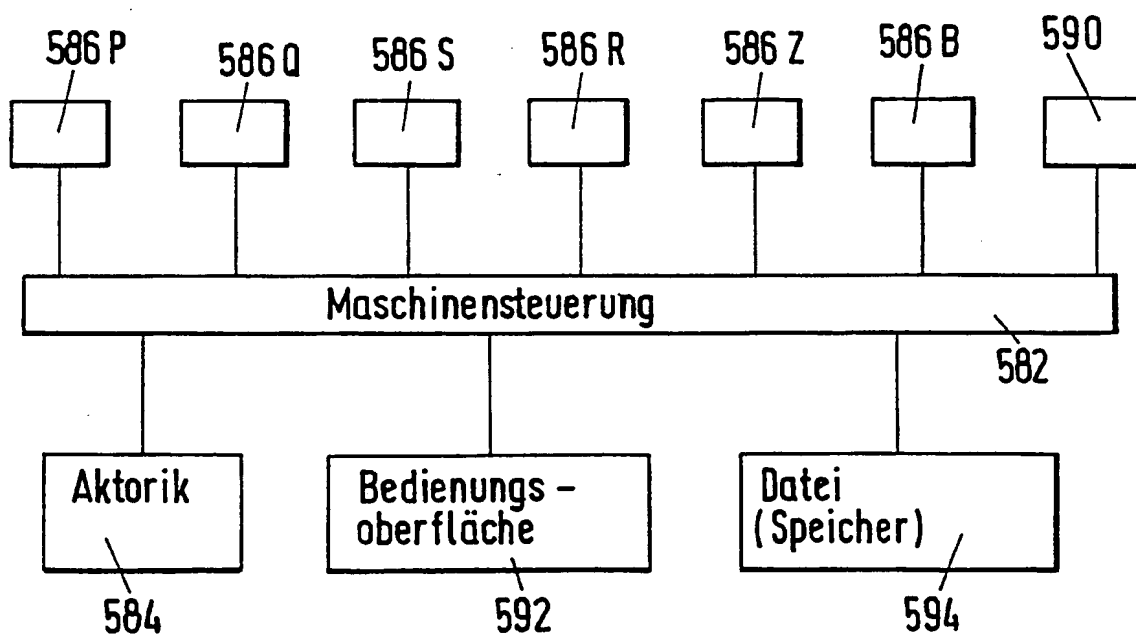 586 P
586 Q
586 S
586 R
586 Z
586 B
590
Maschinensteuerung
582
Aktorik
Bedienungs-
oberfläche
Datei
(Speicher)
584
592
594